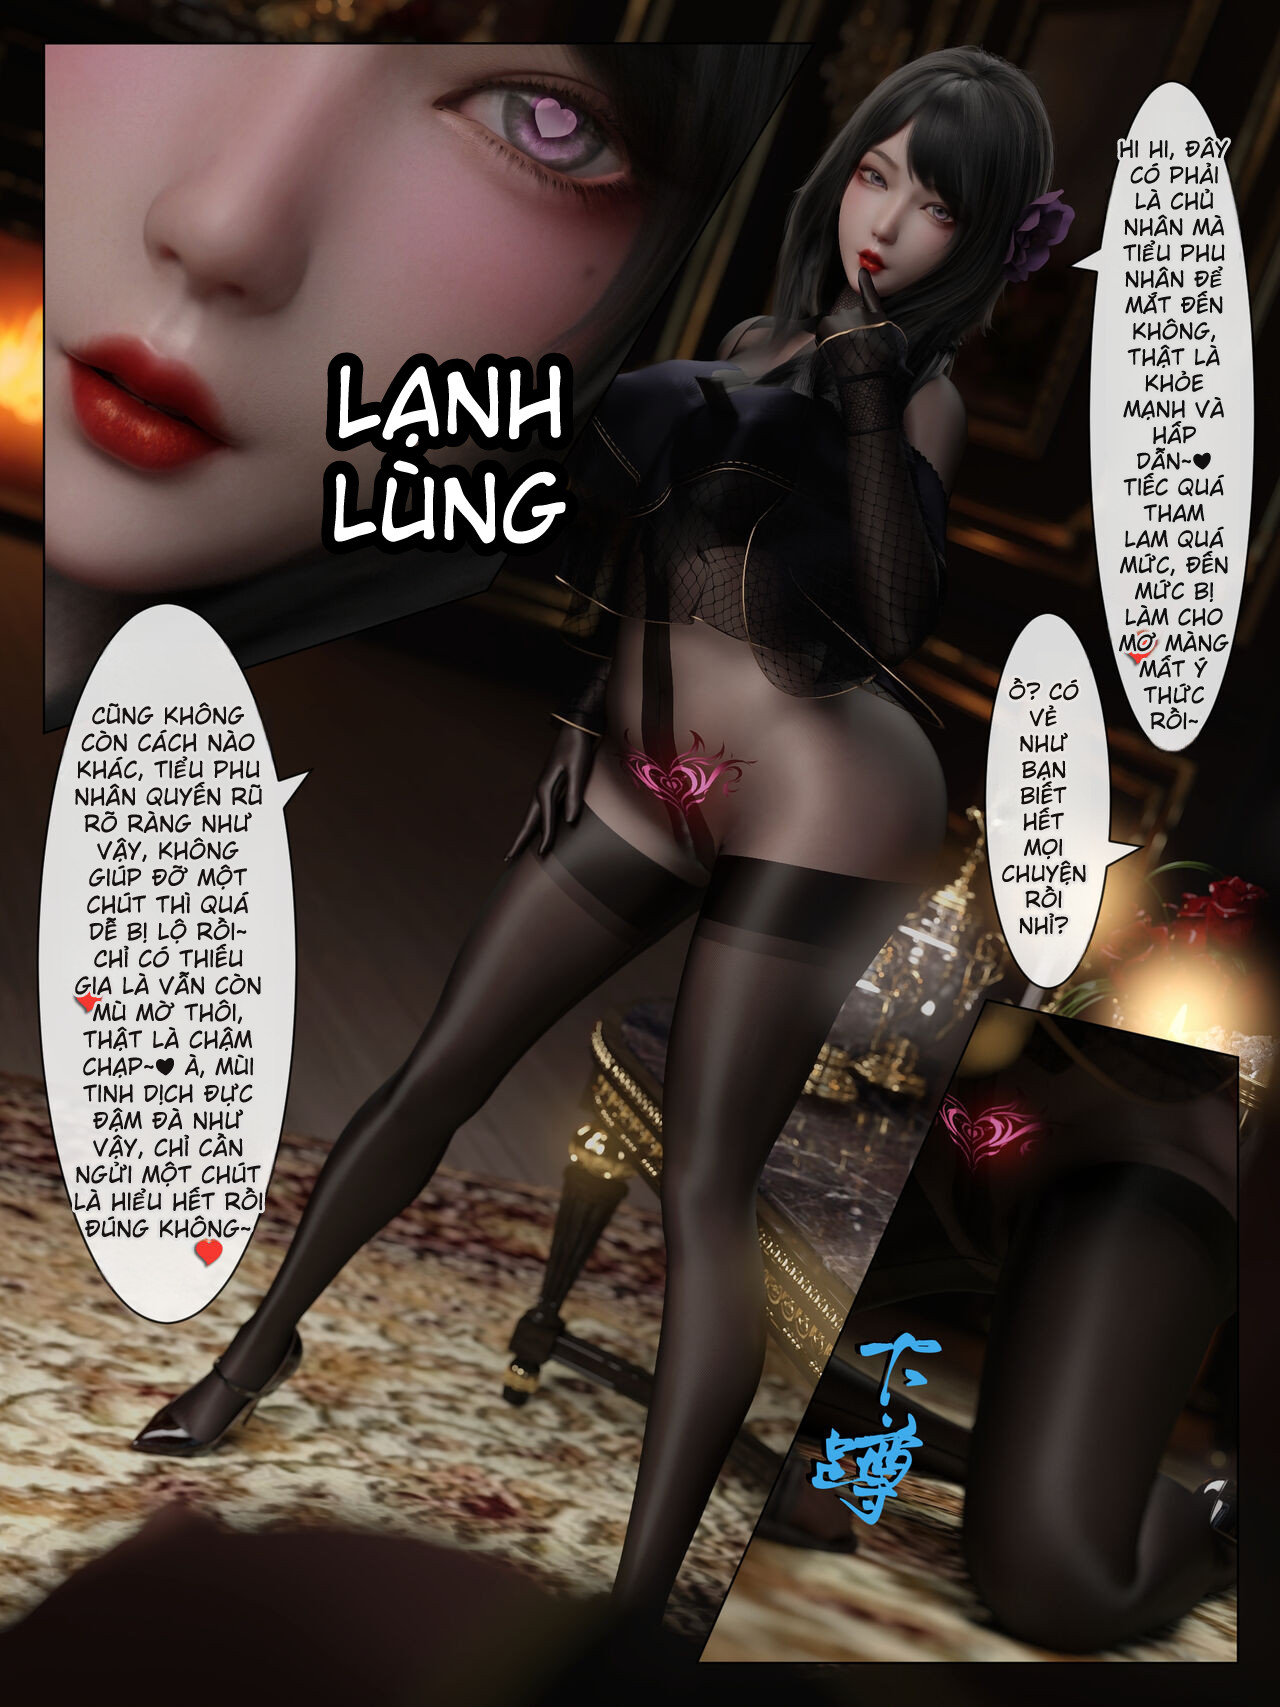 HI HI, ĐÂY
CÓ PHẢI
LÀ CHỦ
NHÂN MÀ
TIỂU PHU
NHÂN ĐỂ
MẮT ĐẾN
KHÔNG,
THẬT LÀ
KHỎE
MẠNH VÀ
HẤP
DẪN~♥
TIẾC QUÁ
THAM
LAM QUÁ
MỨC, ĐẾN
MỨC BỊ
LÀM CHO
MƠ MÀNG
MẤT Ý
THỨC
RỒI~
LẠNH
LÙNG
Ồ? CÓ
VẺ
NHƯ
BẠN
BIẾT
HẾT
MỌI
CHUYỆN
RỒI
NHỈ?
CŨNG KHÔNG
CÒN CÁCH NÀO
KHÁC, TIỂU PHU
NHÂN QUYẾN RŨ
RÕ RÀNG NHƯ
VẬY, KHÔNG
GIÚP ĐỠ MỘT
CHÚT THÌ QUÁ
DỄ BỊ LỘ RỒI~
CHỈ CÓ THIẾU
GIA LÀ VẪN CÒN
MÙ MỜ THÔI,
THẬT LÀ CHẬM
CHẠP~♥ À, MÙI
TINH DỊCH ĐỰC
ĐẬM ĐÀ NHƯ
VẬY, CHỈ CẦN
NGỬI MỘT CHÚT
LÀ HIỂU HẾT RỒI
ĐÚNG KHÔNG~
下
蹲